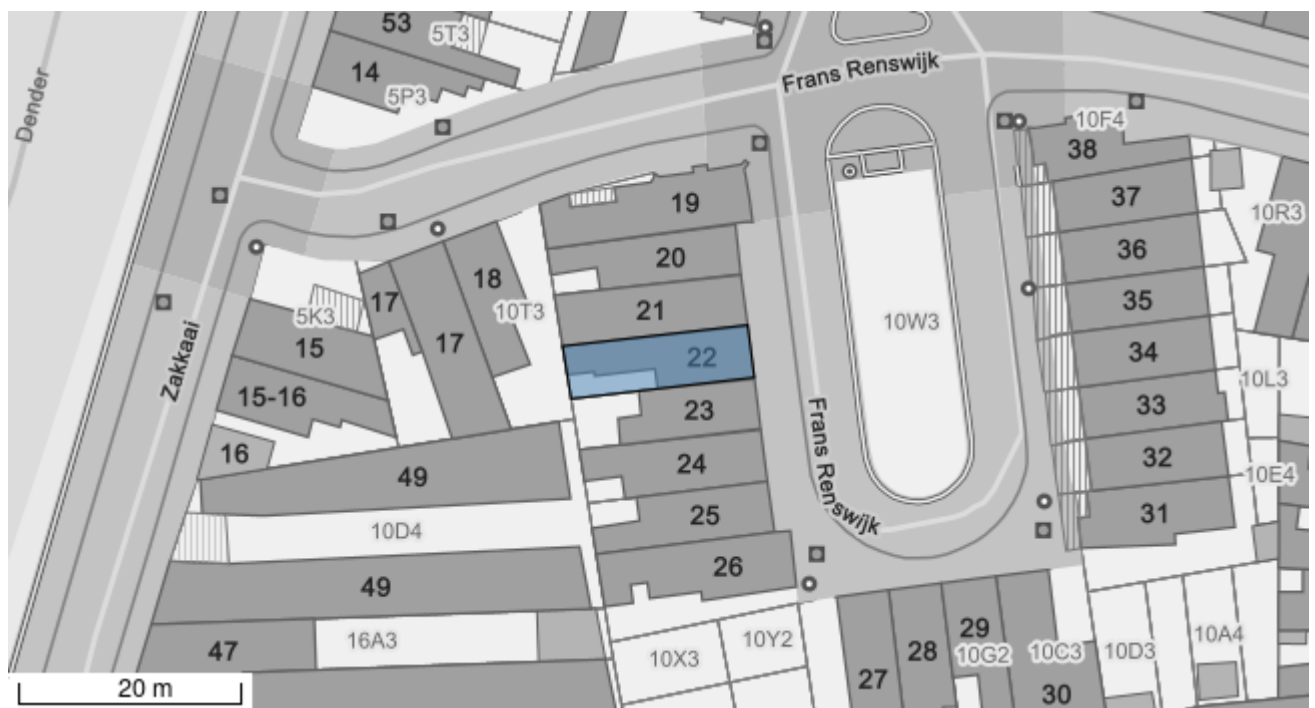 53
5T3
14
5P3
Dender
Frans Renswijk
10F4
38
19
37
10R3
20
36
18
17
21
35
5K3
10T3
10W3
15
17
22
34
Zakkaai
10L3
15-16
23
33
Frans Renswijk
16
24
32
49
10E4
25
31
10D4
26
49
29
28
16A3
10Y2
10A4
47
10X3
10G2
10C3
10D3
27
30
20 m